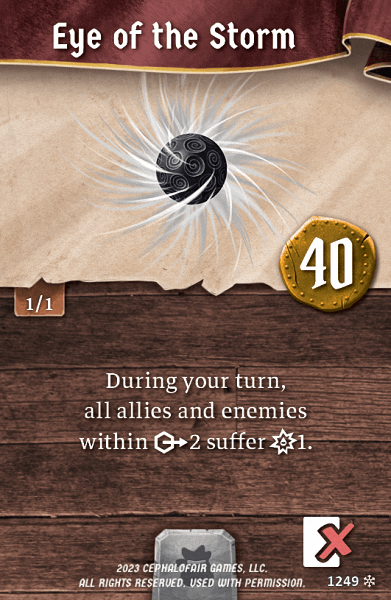 Eye of the Storm
40
1/1
During your turn,
all allies and enemies
within 2 suffer 1.
2023 CEPHALOFAIR GAMES, LLC.
ALL RIGHTS RESERVED. USED WITH PERMISSION.
1249